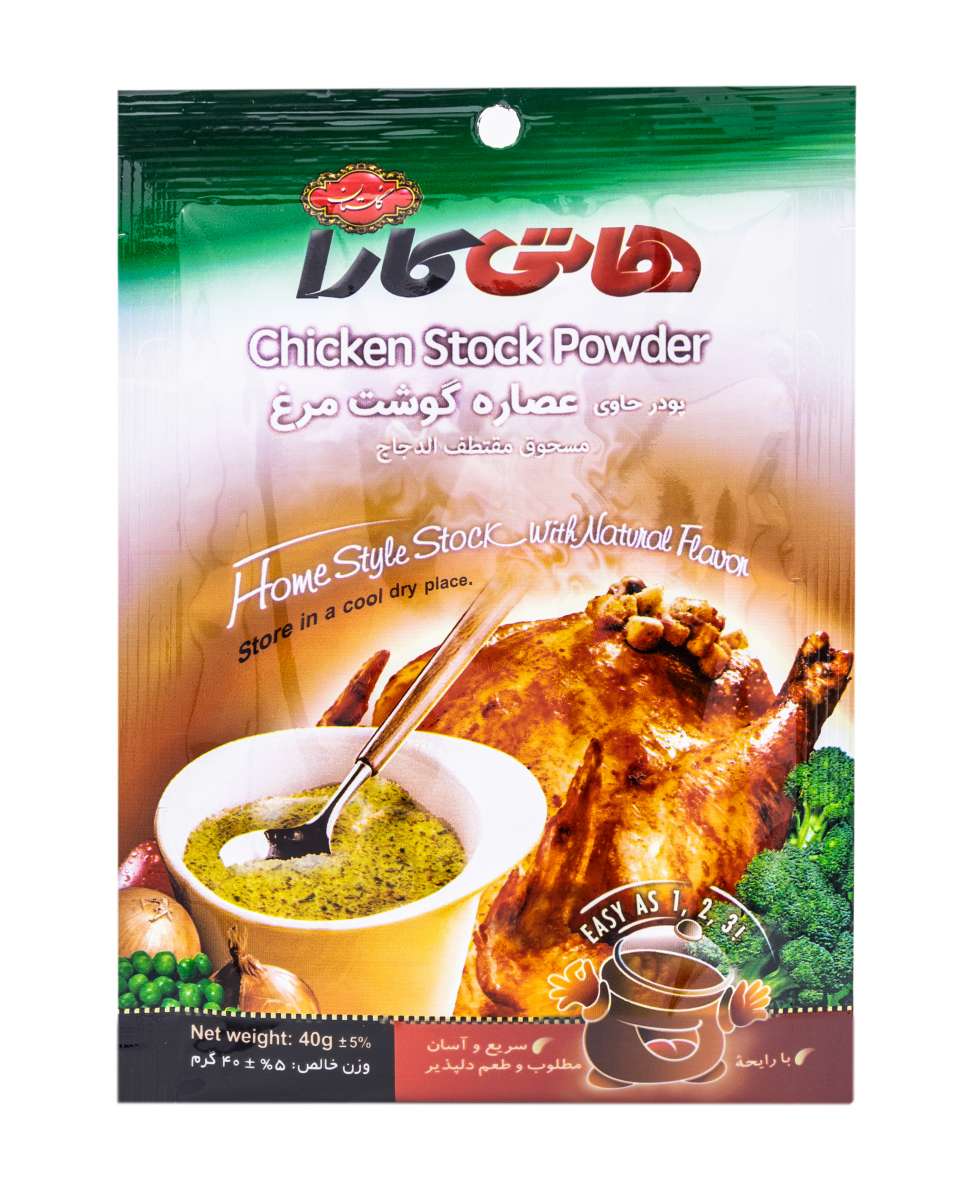 گلستان
هاتی کارا
Chicken Stock Powder
پودر حاوی عصاره گوشت مرغ
مسحوق مقتطف الدجاج
Home Style Stock With Natural Flavor
Store in a cool dry place.
EASY AS 1, 2, 3!
Net weight: 40g ±5%
وزن خالص: ۵% ± ۴۰ گرم
سریع و آسان
با رایحهٔ مطلوب و طعم دلپذیر